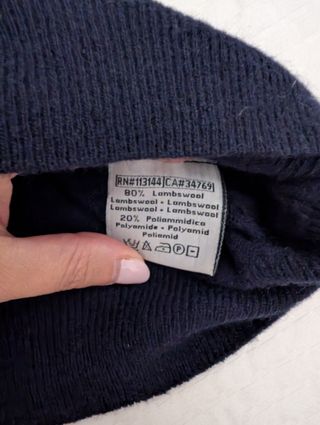 RN#113144 CA#34769
80% Lambswool
Lambswool • Lambswool
Lambswool • Lambswool
20% Poliammidica
Polyamide • Polyamid
Poliamid